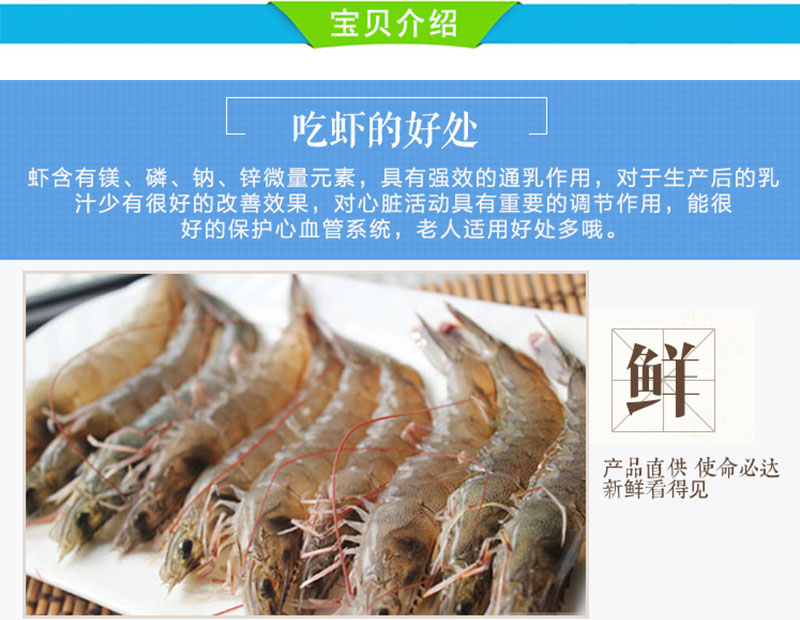 宝贝介绍
吃虾的好处
虾含有镁、磷、钠、锌微量元素，具有强效的通乳作用，对于生产后的乳
汁少有很好的改善效果，对心脏活动具有重要的调节作用，能很
好的保护心血管系统，老人适用好处多哦。
鲜
产品直供 使命必达
新鲜看得见